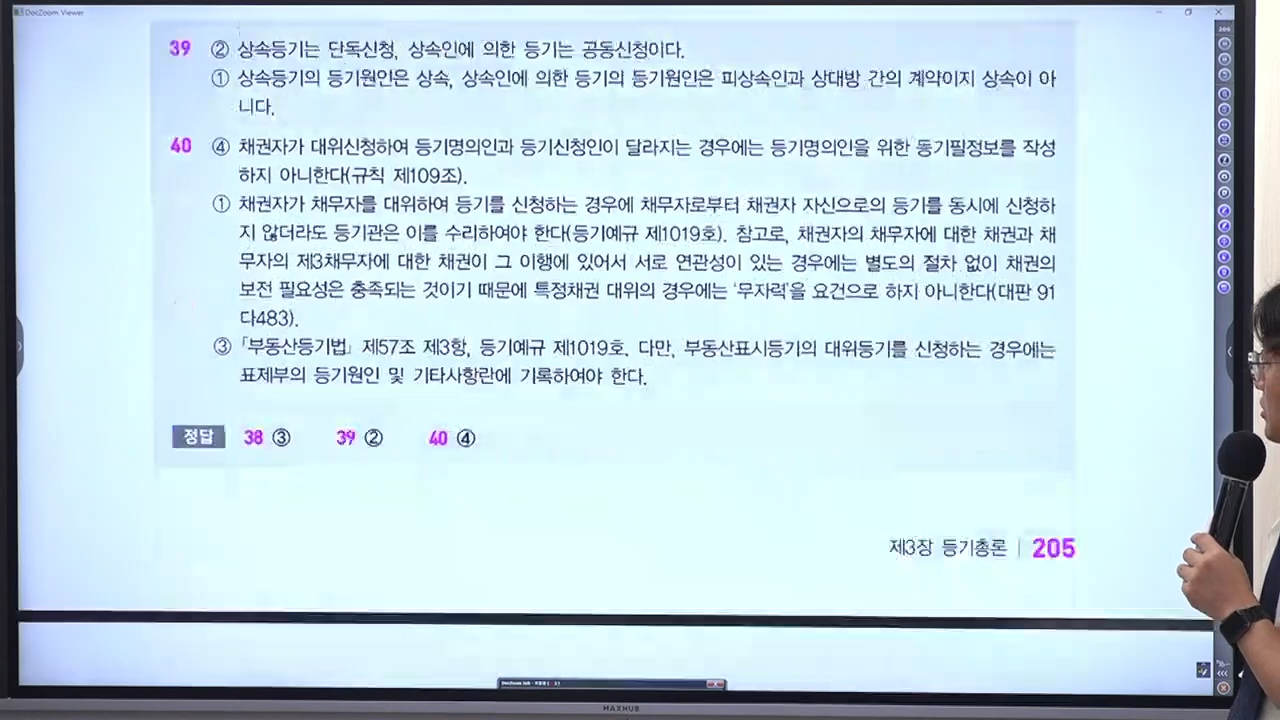 DocZoom Viewer
39 ② 상속등기는 단독신청, 상속인에 의한 등기는 공동신청이다.
① 상속등기의 등기원인은 상속, 상속인에 의한 등기의 등기원인은 피상속인과 상대방 간의 계약이지 상속이 아
니다.
40 ④ 채권자가 대위신청하여 등기명의인과 등기신청인이 달라지는 경우에는 등기명의인을 위한 등기필정보를 작성
하지 아니한다(규칙 제109조).
① 채권자가 채무자를 대위하여 등기를 신청하는 경우에 채무자로부터 채권자 자신으로의 등기를 동시에 신청하
지 않더라도 등기관은 이를 수리하여야 한다(등기예규 제1019호). 참고로, 채권자의 채무자에 대한 채권과 채
무자의 제3채무자에 대한 채권이 그 이행에 있어서 서로 연관성이 있는 경우에는 별도의 절차 없이 채권의
보전 필요성은 충족되는 것이기 때문에 특정채권 대위의 경우에는 '무자력'을 요건으로 하지 아니한다(대판 91
다483).
③ 「부동산등기법」 제57조 제3항, 등기예규 제1019호. 다만, 부동산표시등기의 대위등기를 신청하는 경우에는
표제부의 등기원인 및 기타사항란에 기록하여야 한다.
정답 38 ③ 39 ② 40 ④
제3장 등기총론 | 205
MAXHUB